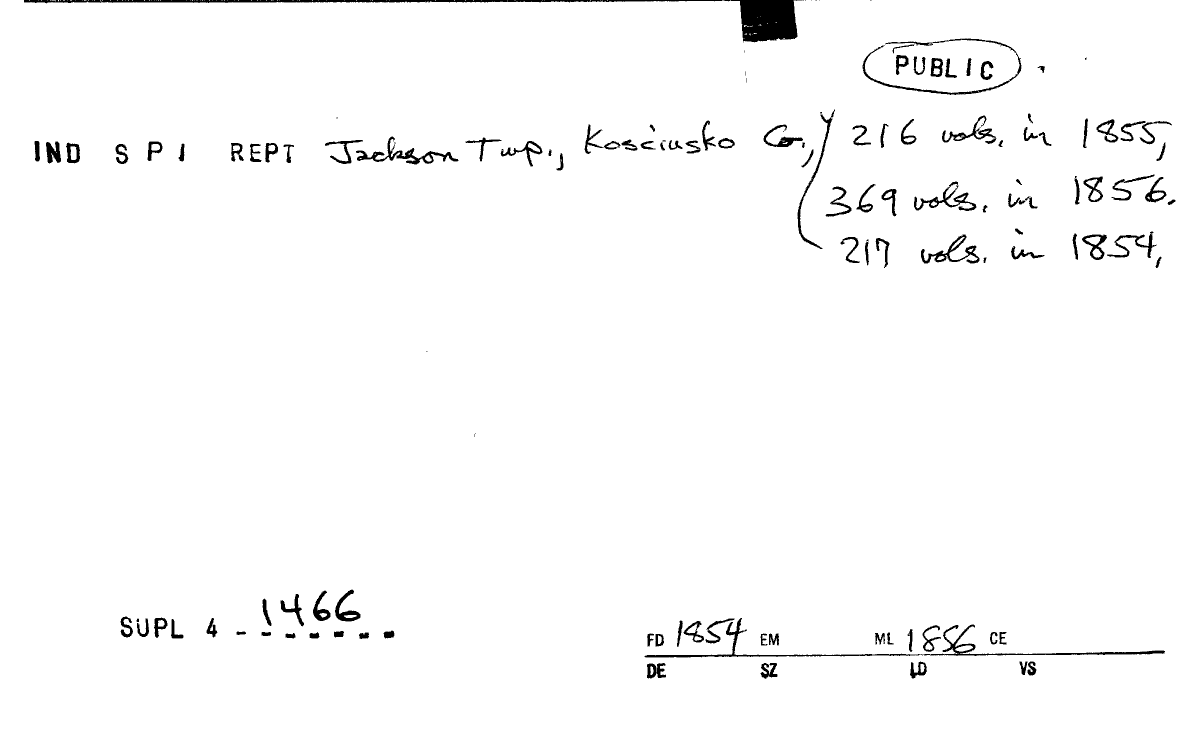 PUBLIC
IND S P I REPT Jackson Twp., Kosciusko Co., 216 vols. in 1855,
369 vols. in 1856.
217 vols. in 1854,
SUPL 4 - 1466
FD 1854 EM ML 1856 CE
DE SZ LD VS